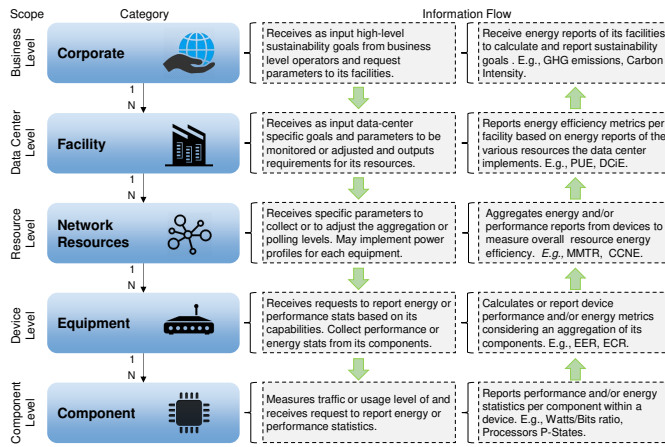 Scope Category Information Flow
Business Level
Corporate
Receives as input high-level
sustainability goals from business
level operators and request
parameters to its facilities.
Receive energy reports of its facilities
to calculate and report sustainability
goals . E.g., GHG emissions, Carbon
Intensity.
1
N
Data Center Level
Facility
Receives as input data-center
specific goals and parameters to be
monitored or adjusted and outputs
requirements for its resources.
Reports energy efficiency metrics per
facility based on energy reports of the
various resources the data center
implements. E.g., PUE, DCiE.
1
N
Resource Level
Network
Resources
Receives specific parameters to
collect or to adjust the aggregation or
polling levels. May implement power
profiles for each equipment.
Aggregates energy and/or
performance reports from devices to
measure overall resource energy
efficiency. E.g., MMTR, CCNE.
1
N
Device Level
Equipment
Receives requests to report energy or
performance stats based on its
capabilities. Collect performance or
energy stats from its components.
Calculates or report device
performance and/or energy metrics
considering an aggregation of its
components. E.g., EER, ECR.
1
N
Component Level
Component
Measures traffic or usage level of and
receives request to report energy or
performance statistics.
Reports performance and/or energy
statistics per component within a
device. E.g., Watts/Bits ratio,
Processors P-States.